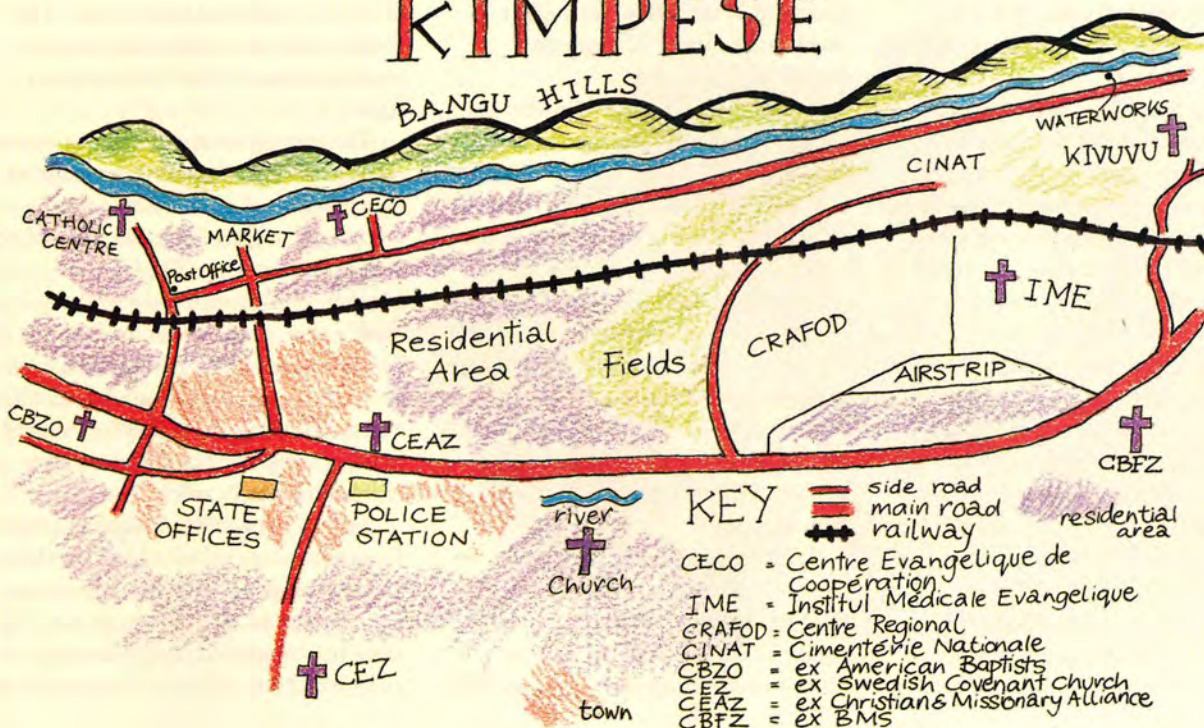 KIMPESE
BANGU HILLS
WATERWORKS
KIVUVU
CINAT
CATHOLIC
CENTRE
MARKET
CECO
Post Office
IME
Residential
Area
Fields
CRAFOD
AIRSTRIP
CBZO
CEAZ
CBFZ
STATE
OFFICES
POLICE
STATION
CEZ
river
Church
town
KEY
side road
main road
railway
residential
area
CECO = Centre Evangelique de
Coopération
IME = Institul Médicale Evangelique
CRAFOD = Centre Regional
CINAT = Cimentérie Nationale
CBZO = ex American Baptists
CEZ = ex Swedish Covenant Church
CEAZ = ex Christian & Missionary Alliance
CBFZ = ex BMS